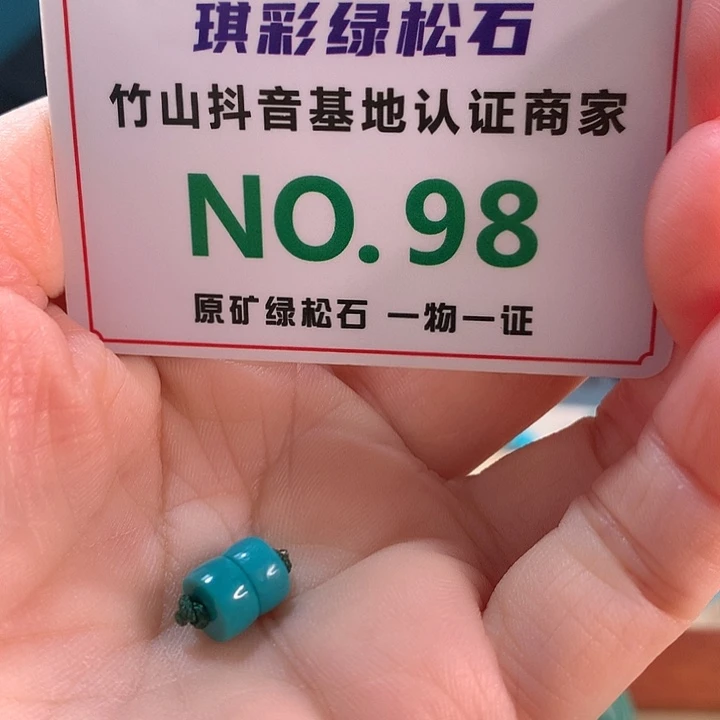 琪彩绿松石
竹山抖音基地认证商家
NO.98
原矿绿松石 一物一证